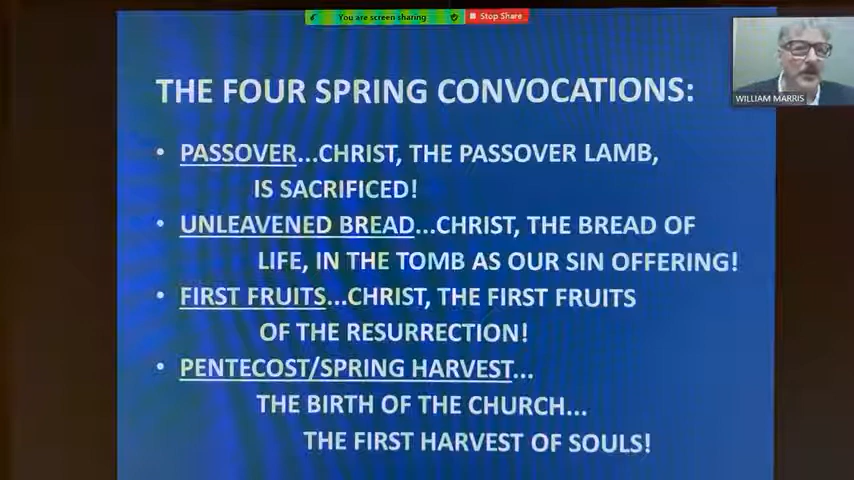 You are screen sharing
Stop Share
WILLIAM MARRIS
THE FOUR SPRING CONVOCATIONS:
• PASSOVER...CHRIST, THE PASSOVER LAMB,
IS SACRIFICED!
• UNLEAVENED BREAD...CHRIST, THE BREAD OF
LIFE, IN THE TOMB AS OUR SIN OFFERING!
• FIRST FRUITS...CHRIST, THE FIRST FRUITS
OF THE RESURRECTION!
• PENTECOST/SPRING HARVEST...
THE BIRTH OF THE CHURCH...
THE FIRST HARVEST OF SOULS!